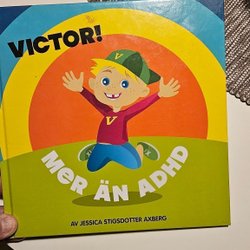 VICTOR!
V
V
MER ÄN ADHD
AV JESSICA STIGSDOTTER AXBERG